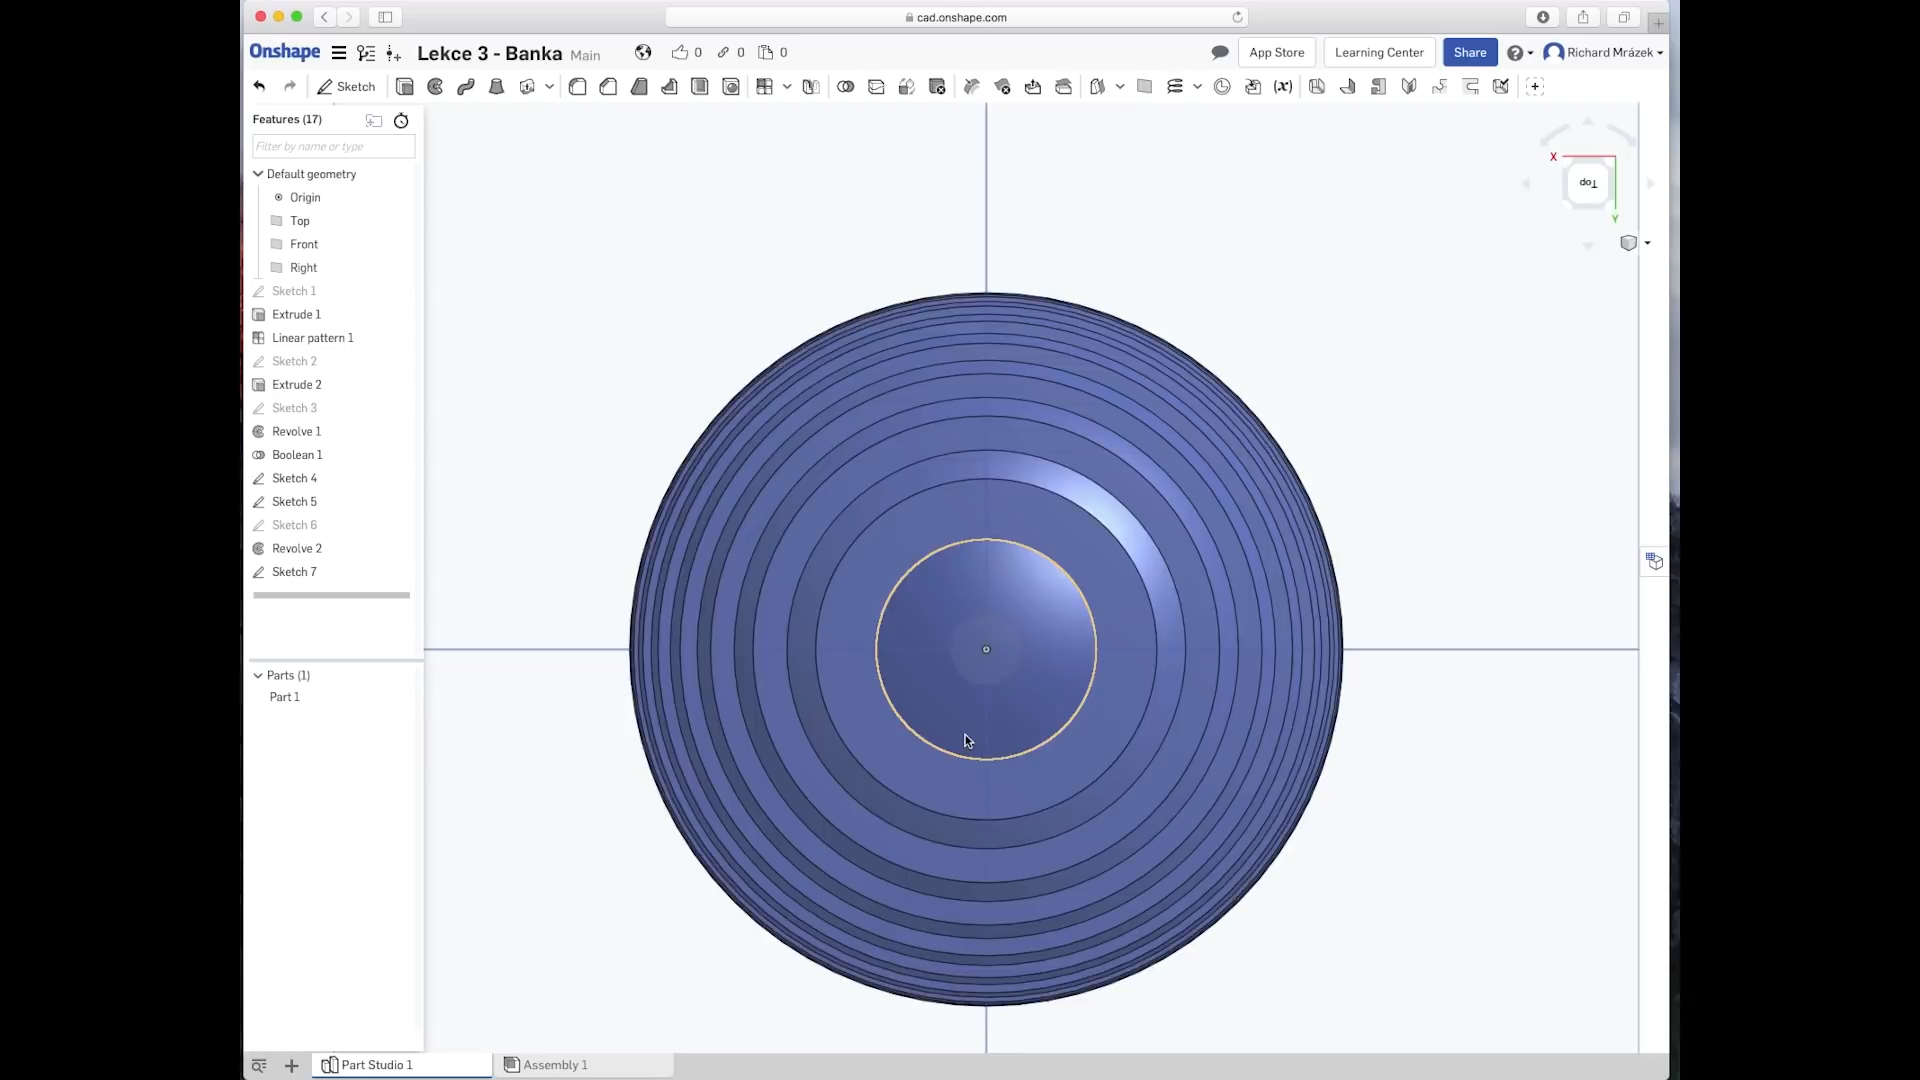 cad.onshape.com
Onshape
Lekce 3 - Banka Main
0 0 0
App Store
Learning Center
Share
Richard Mrázek
Sketch
(x)
Features (17)
Filter by name or type
Default geometry
Origin
Top
Front
Right
Sketch 1
Extrude 1
Linear pattern 1
Sketch 2
Extrude 2
Sketch 3
Revolve 1
Boolean 1
Sketch 4
Sketch 5
Sketch 6
Revolve 2
Sketch 7
Parts (1)
Part 1
X
Top
Y
Part Studio 1
Assembly 1